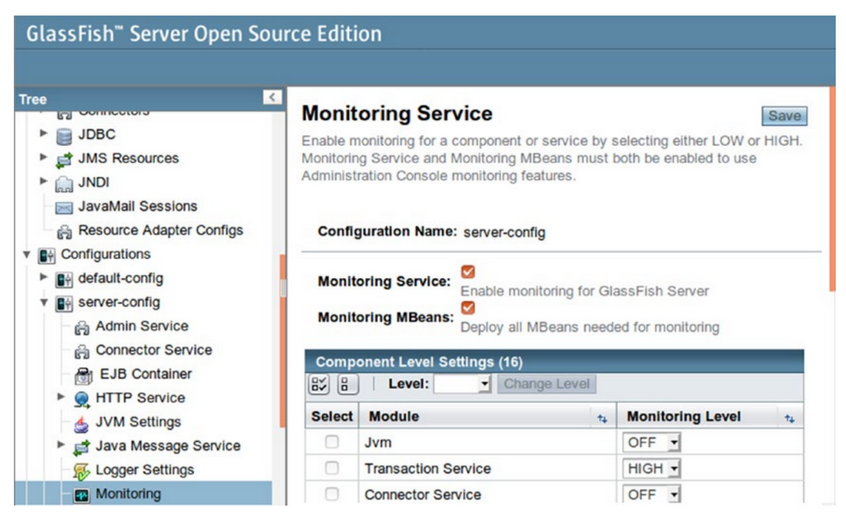 GlassFish™ Server Open Source Edition
Tree
Connectors
JDBC
JMS Resources
JNDI
JavaMail Sessions
Resource Adapter Configs
Configurations
default-config
server-config
Admin Service
Connector Service
EJB Container
HTTP Service
JVM Settings
Java Message Service
Logger Settings
Monitoring
Monitoring Service
Save
Enable monitoring for a component or service by selecting either LOW or HIGH.
Monitoring Service and Monitoring MBeans must both be enabled to use
Administration Console monitoring features.
Configuration Name: server-config
Monitoring Service:
Enable monitoring for GlassFish Server
Monitoring MBeans:
Deploy all MBeans needed for monitoring
Component Level Settings (16)
Level: Change Level
Select Module Monitoring Level
Jvm OFF
Transaction Service HIGH
Connector Service OFF